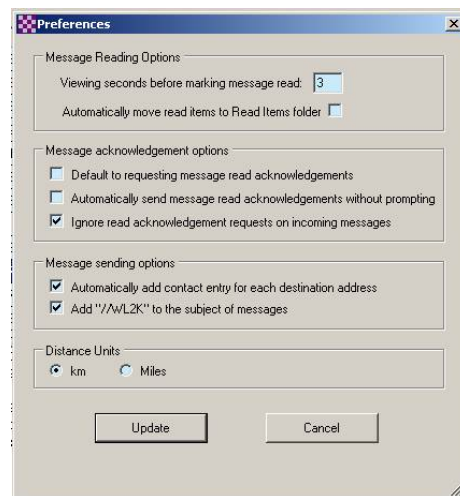 Preferences
Message Reading Options
Viewing seconds before marking message read: 3
Automatically move read items to Read Items folder
Message acknowledgement options
Default to requesting message read acknowledgements
Automatically send message read acknowledgements without prompting
Ignore read acknowledgement requests on incoming messages
Message sending options
Automatically add contact entry for each destination address
Add "//WL2K" to the subject of messages
Distance Units
km Miles
Update Cancel